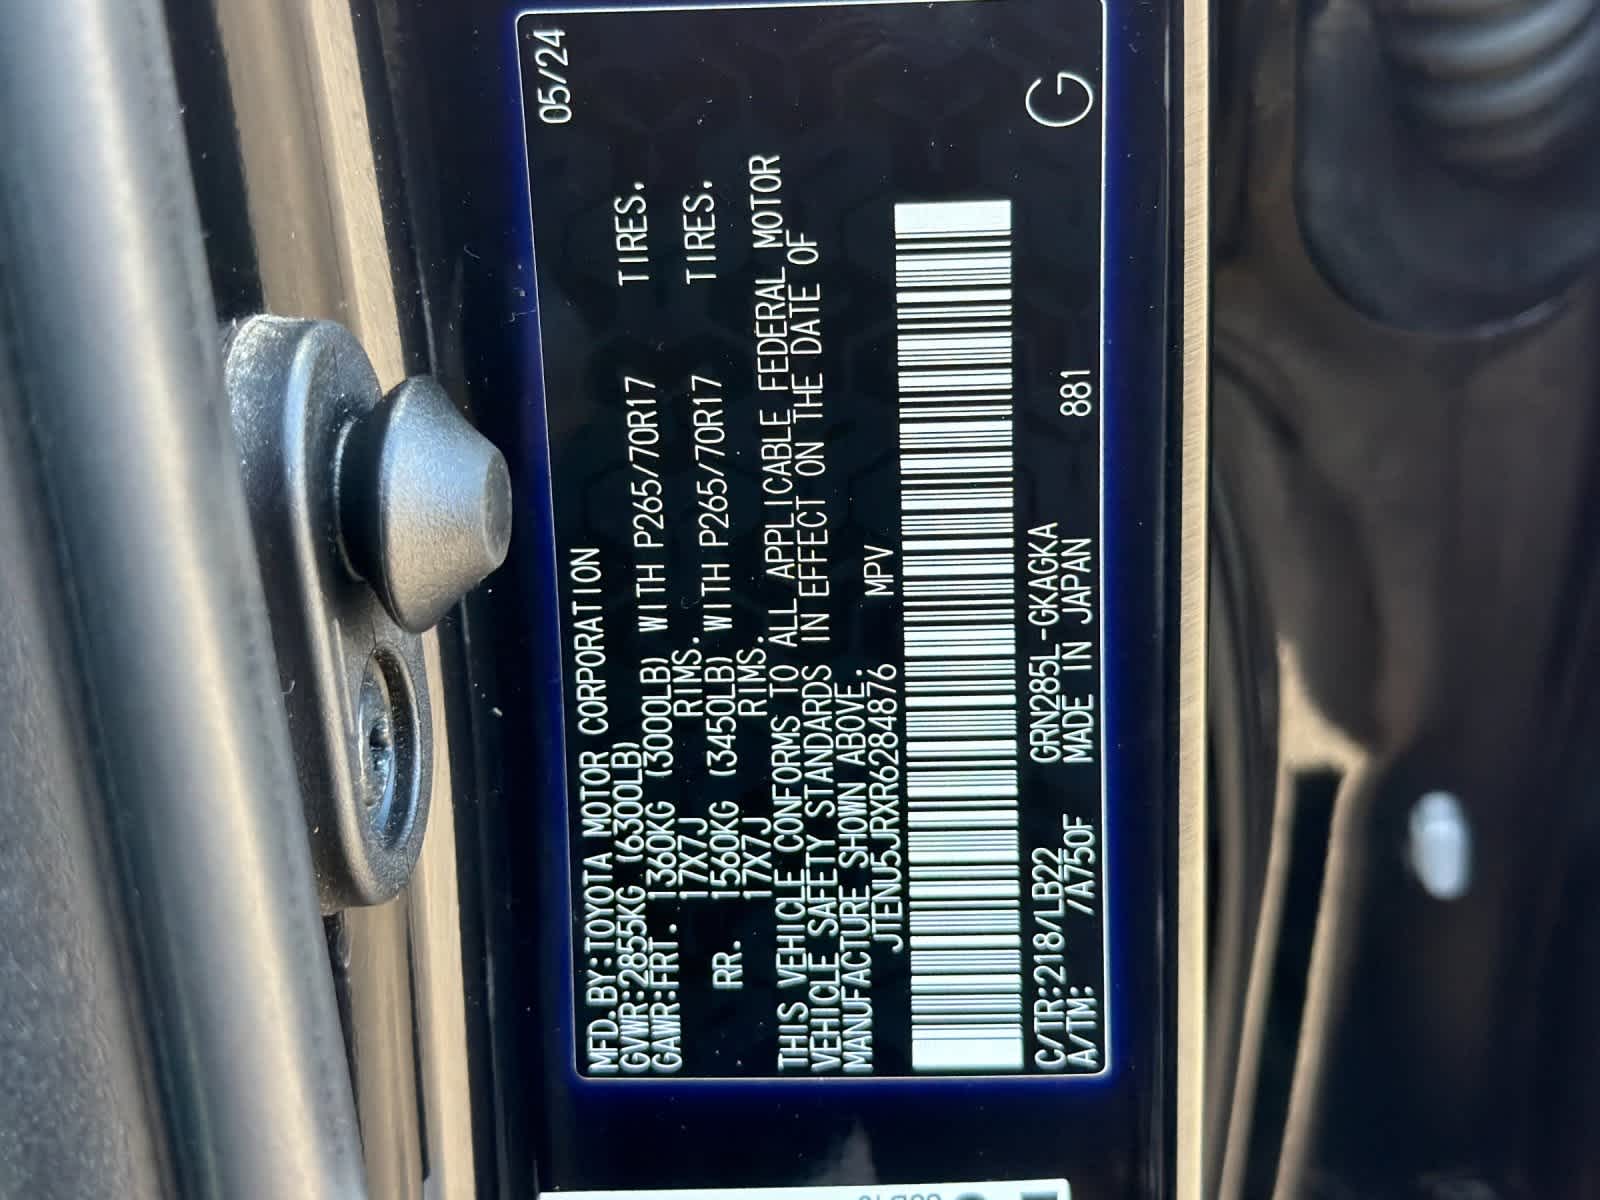 05/24
MFD.BY:TOYOTA MOTOR CORPORATION
GVWR:2855KG (6300LB)
GAWR:FRT. 1360KG (3000LB) WITH P265/70R17 TIRES.
17X7J RIMS.
RR. 1560KG (3450LB) WITH P265/70R17 TIRES.
17X7J RIMS.
THIS VEHICLE CONFORMS TO ALL APPLICABLE FEDERAL MOTOR
VEHICLE SAFETY STANDARDS IN EFFECT ON THE DATE OF
MANUFACTURE SHOWN ABOVE.
JTENU5JRXR6284876 MPV
C/TR:218/LB22 GRN285L-GKAGKA 881 G
A/TM: /A750F MADE IN JAPAN